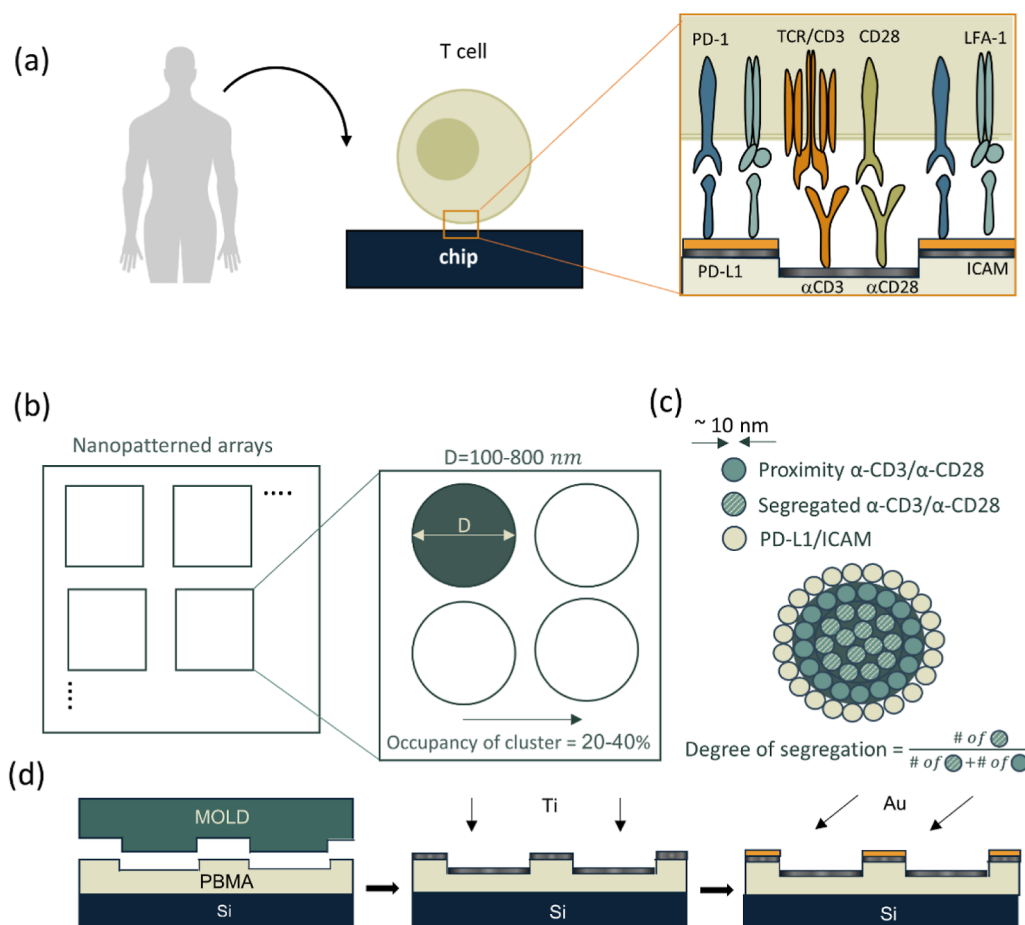 (a)
T cell
chip
PD-1
TCR/CD3
CD28
LFA-1
PD-L1
αCD3
αCD28
ICAM
(b)
Nanopatterned arrays
....
....
D=100-800 nm
D
Occupancy of cluster = 20-40%
(c)
~ 10 nm
Proximity α-CD3/α-CD28
Segregated α-CD3/α-CD28
PD-L1/ICAM
Degree of segregation = # of / # of + # of
(d)
MOLD
PBMA
Si
Ti
Au
Si